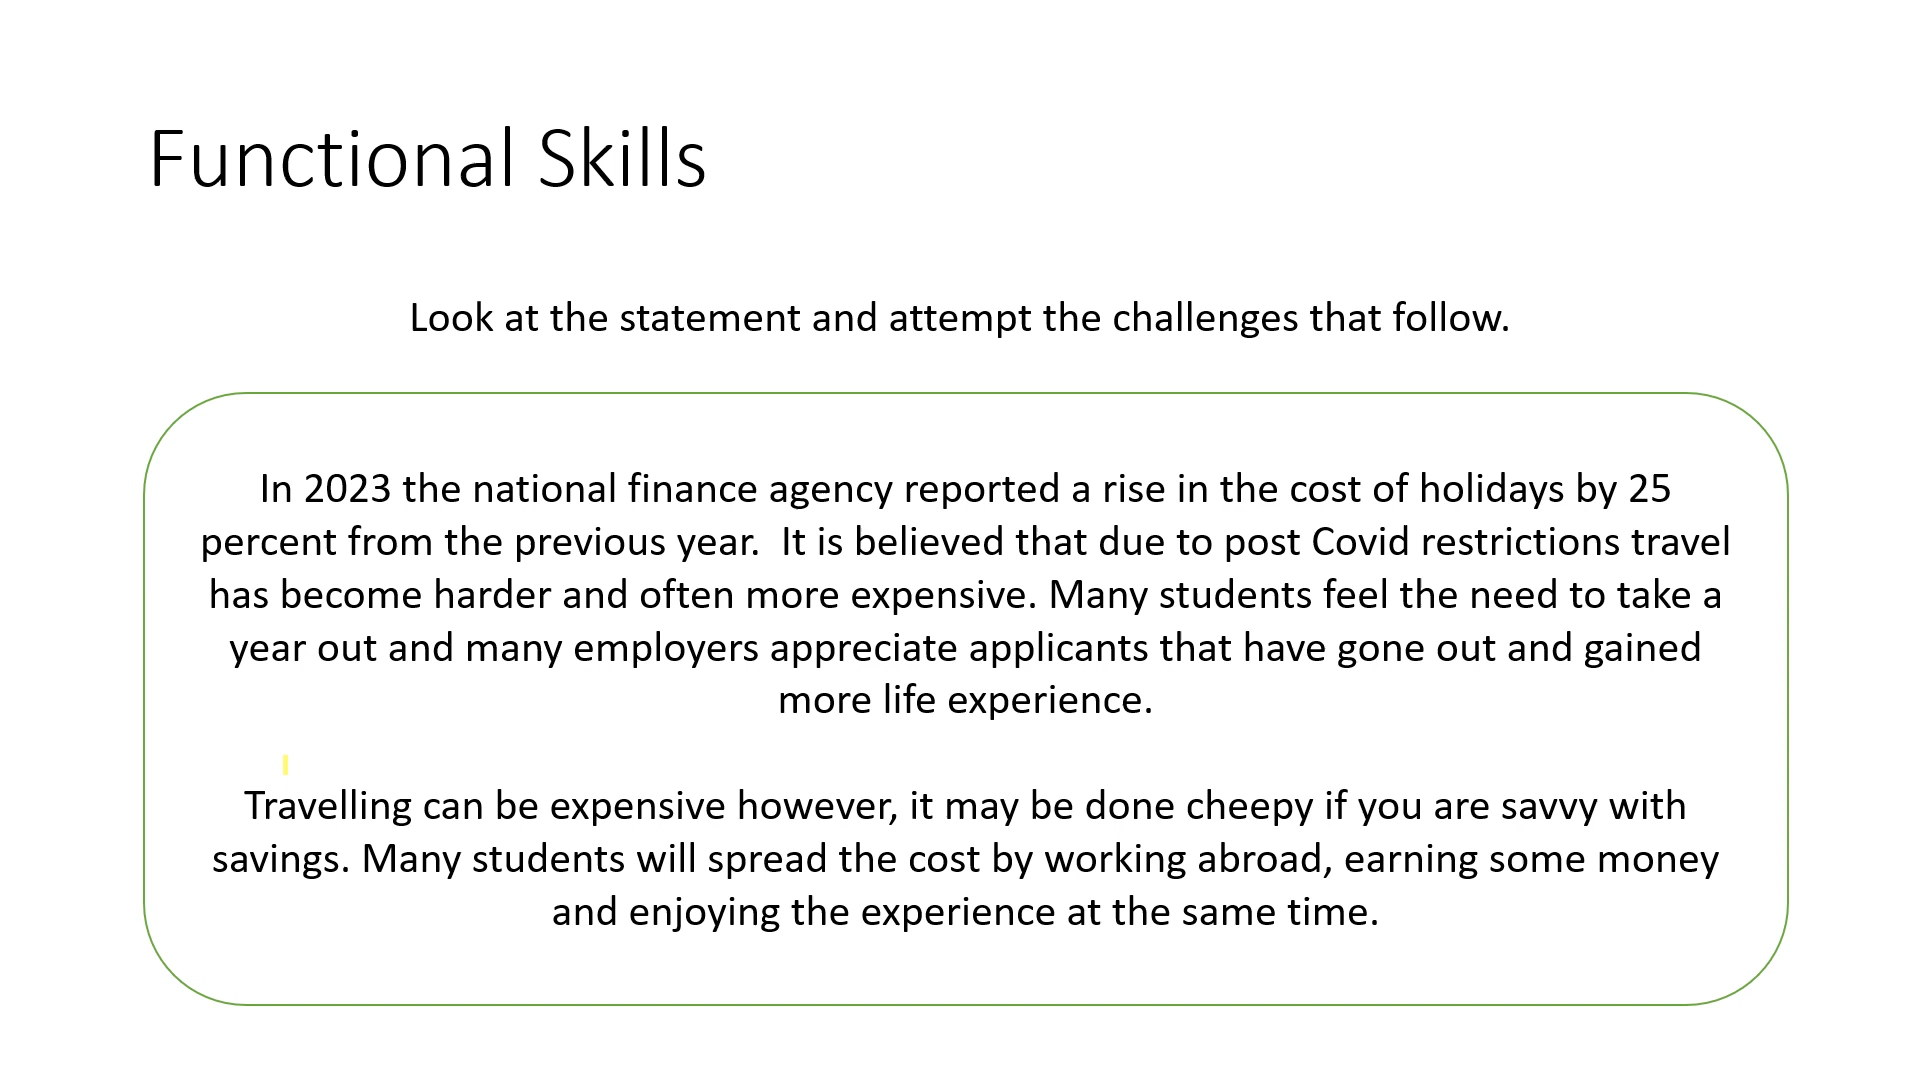 Functional Skills
Look at the statement and attempt the challenges that follow.
In 2023 the national finance agency reported a rise in the cost of holidays by 25
percent from the previous year.  It is believed that due to post Covid restrictions travel
has become harder and often more expensive. Many students feel the need to take a
year out and many employers appreciate applicants that have gone out and gained
more life experience.
Travelling can be expensive however, it may be done cheepy if you are savvy with
savings. Many students will spread the cost by working abroad, earning some money
and enjoying the experience at the same time.